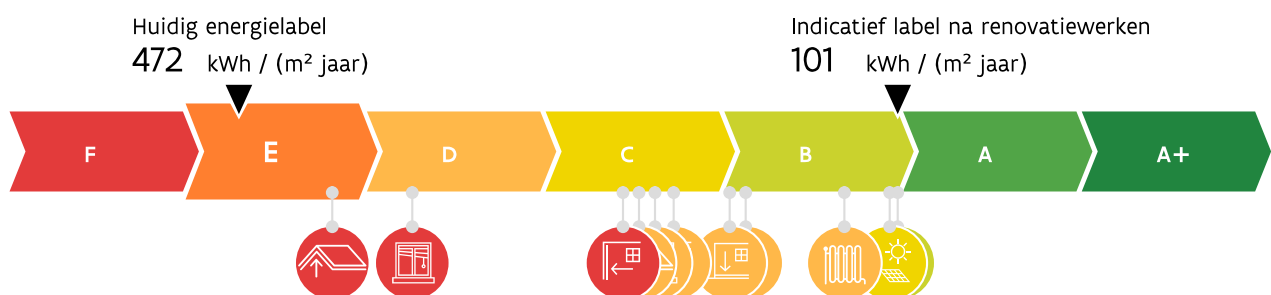 Huidig energielabel
472 kWh / (m² jaar)
Indicatief label na renovatiewerken
101 kWh / (m² jaar)
F E D C B A A+